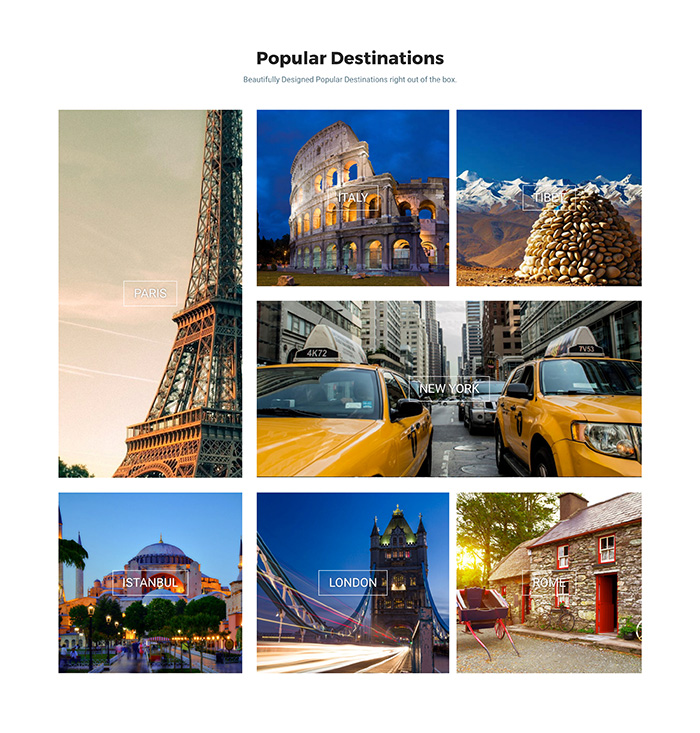 Popular Destinations
Beautifully Designed Popular Destinations right out of the box.
PARIS
ITALY
TIBET
4K72
7V53
NEW YORK
ISTANBUL
LONDON
ROME